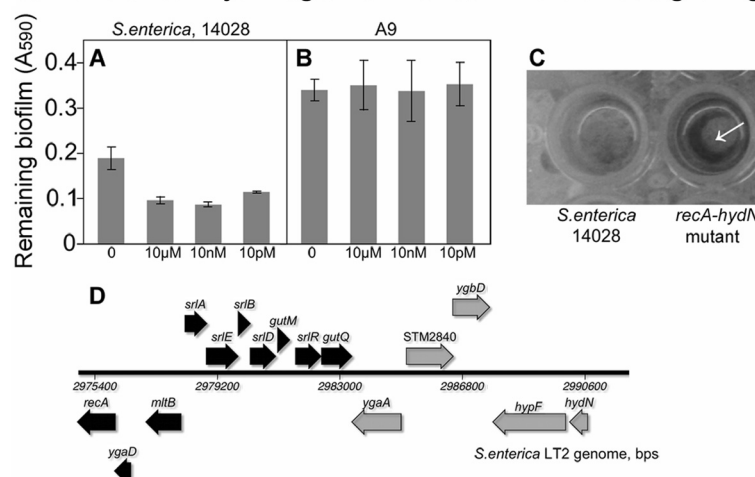 S.enterica, 14028
A9
Remaining biofilm (A590)
A
0.4
0.3
0.2
0.1
0
0
10µM
10nM
10pM
B
0
10µM
10nM
10pM
C
S.enterica
14028
recA-hydN
mutant
D
ygbD
srlA
srlB
gutM
srlE
srlD
srlR
gutQ
STM2840
2975400
2979200
2983000
2986800
2990600
recA
mltB
ygaA
hypF
hydN
ygaD
S.enterica LT2 genome, bps